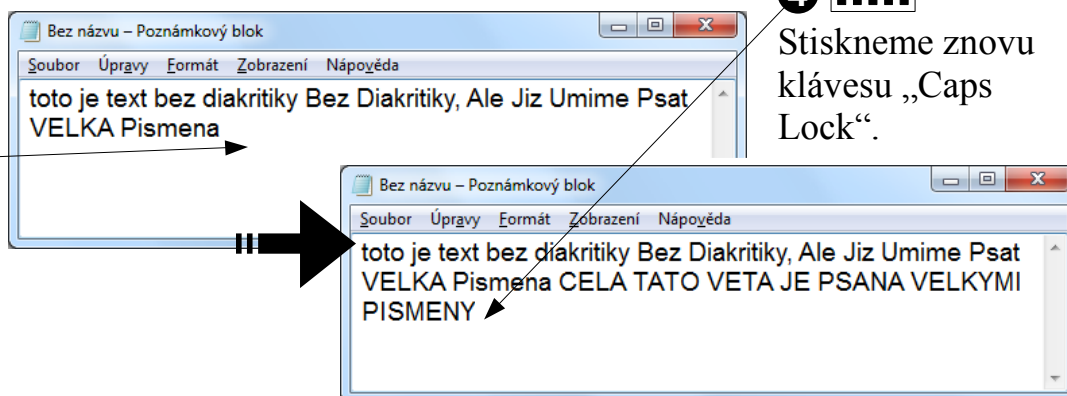 Bez názvu – Poznámkový blok
Soubor Úpravy Formát Zobrazení Nápověda
toto je text bez diakritiky Bez Diakritiky, Ale Jiz Umime Psat
VELKA Pismena
4
Stiskneme znovu
klávesu „Caps
Lock“.
Bez názvu – Poznámkový blok
Soubor Úpravy Formát Zobrazení Nápověda
toto je text bez diakritiky Bez Diakritiky, Ale Jiz Umime Psat
VELKA Pismena CELA TATO VETA JE PSANA VELKYMI
PISMENY